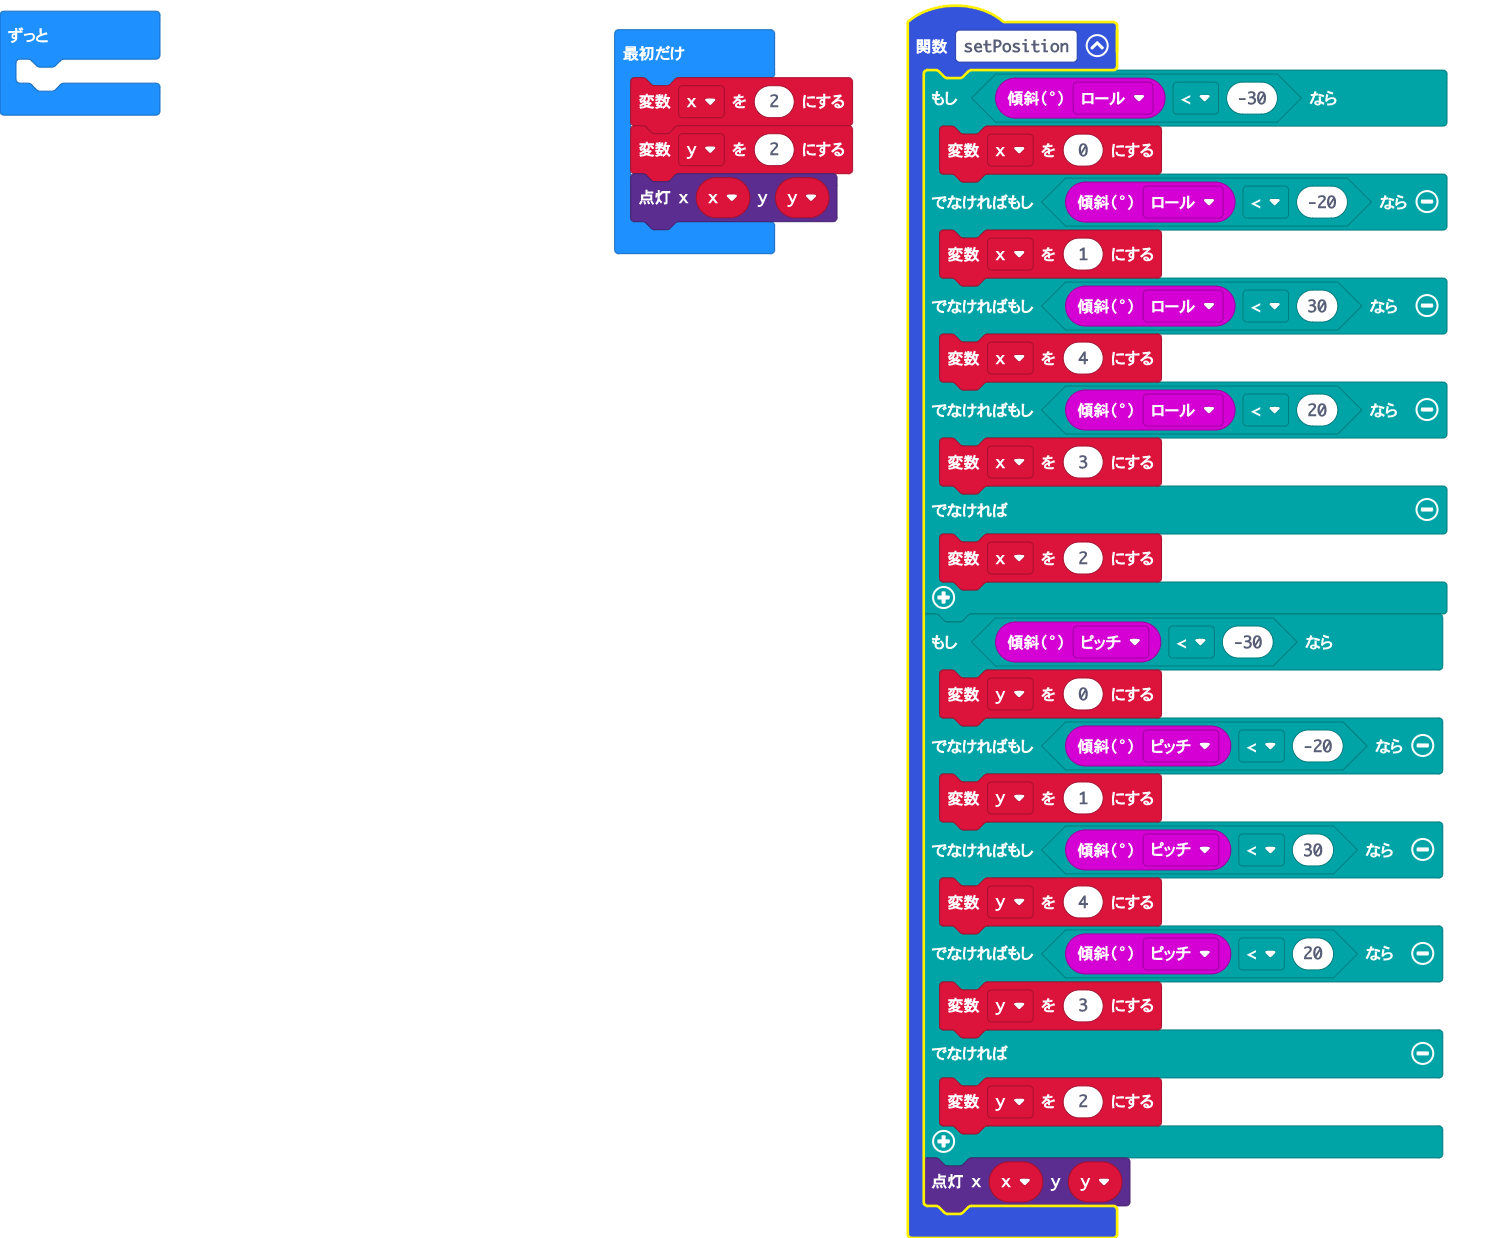 ずっと
最初だけ
変数 x を 2 にする
変数 y を 2 にする
点灯 x x y y
関数 setPosition
もし 傾斜(°) ロール < -30 なら
変数 x を 0 にする
でなければもし 傾斜(°) ロール < -20 なら
変数 x を 1 にする
でなければもし 傾斜(°) ロール < 30 なら
変数 x を 4 にする
でなければもし 傾斜(°) ロール < 20 なら
変数 x を 3 にする
でなければ
変数 x を 2 にする
もし 傾斜(°) ピッチ < -30 なら
変数 y を 0 にする
でなければもし 傾斜(°) ピッチ < -20 なら
変数 y を 1 にする
でなければもし 傾斜(°) ピッチ < 30 なら
変数 y を 4 にする
でなければもし 傾斜(°) ピッチ < 20 なら
変数 y を 3 にする
でなければ
変数 y を 2 にする
点灯 x x y y